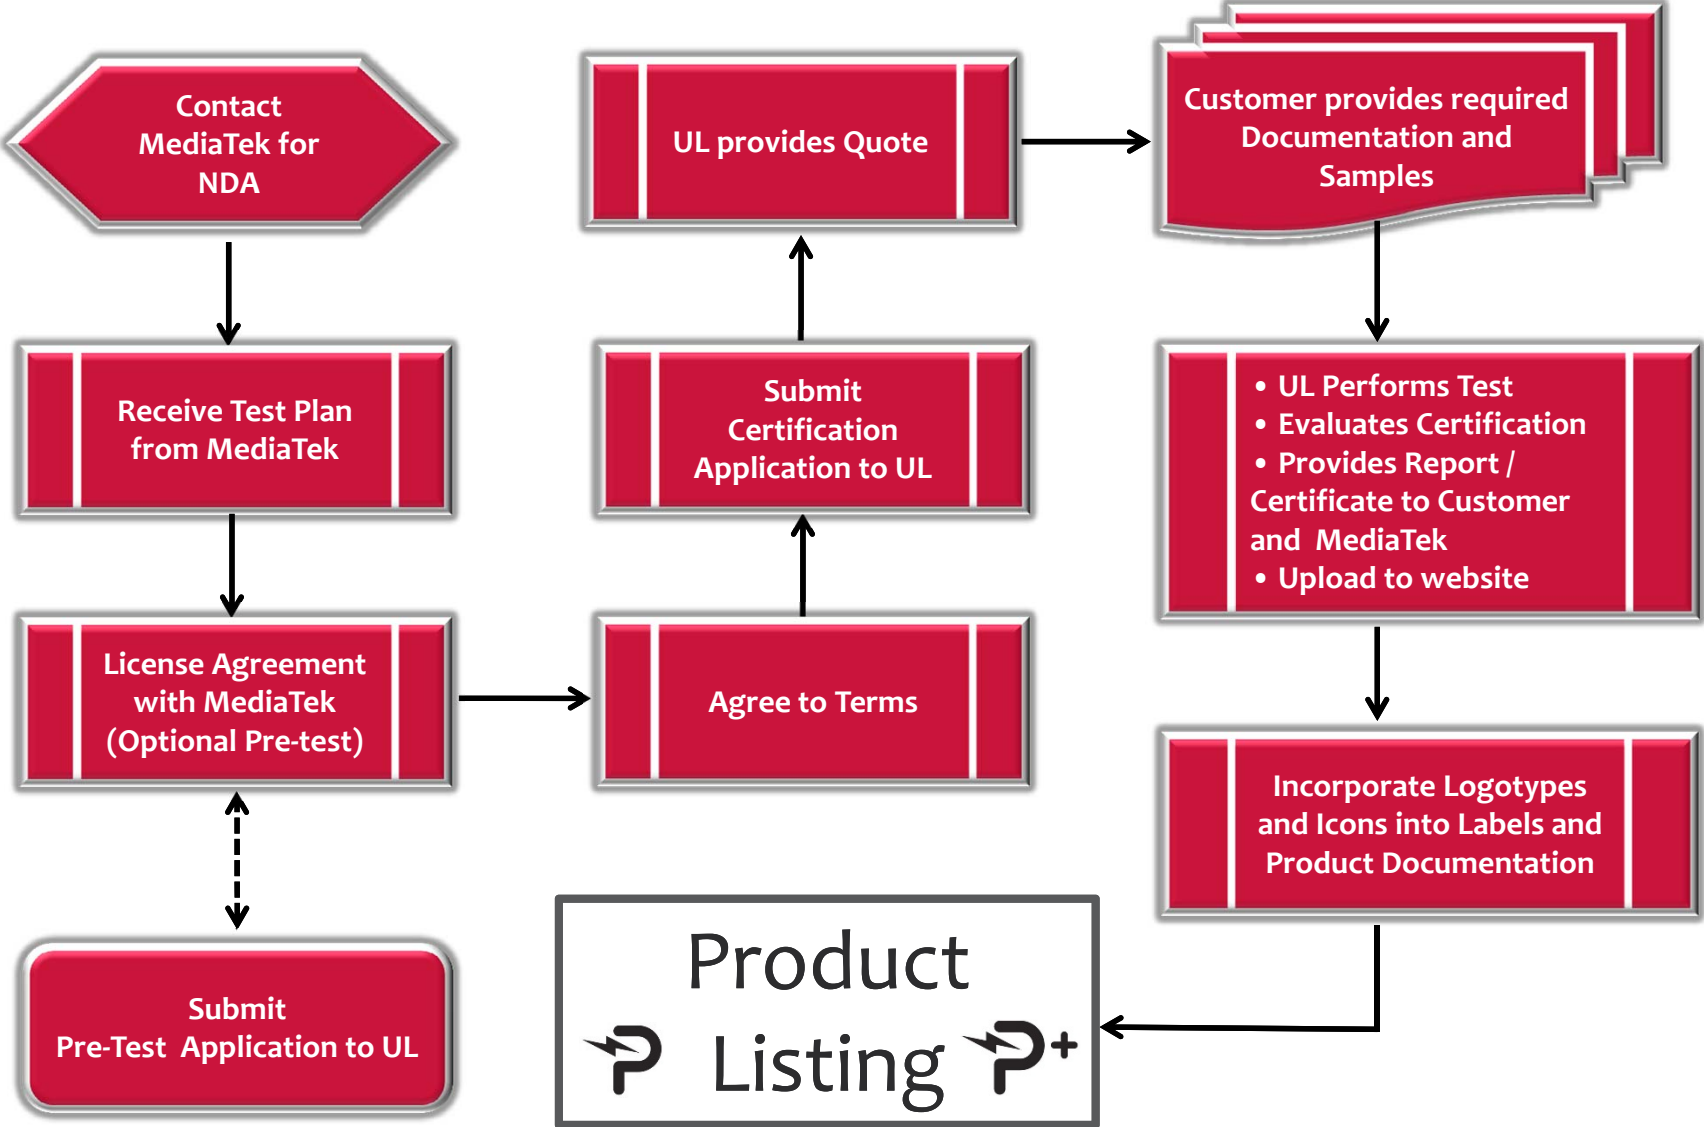 Contact
MediaTek for
NDA
Receive Test Plan
from MediaTek
License Agreement
with MediaTek
(Optional Pre-test)
Submit
Pre-Test Application to UL
Agree to Terms
Submit
Certification
Application to UL
UL provides Quote
Customer provides required
Documentation and
Samples
• UL Performs Test
• Evaluates Certification
• Provides Report /
Certificate to Customer
and MediaTek
• Upload to website
Incorporate Logotypes
and Icons into Labels and
Product Documentation
Product
P Listing P+